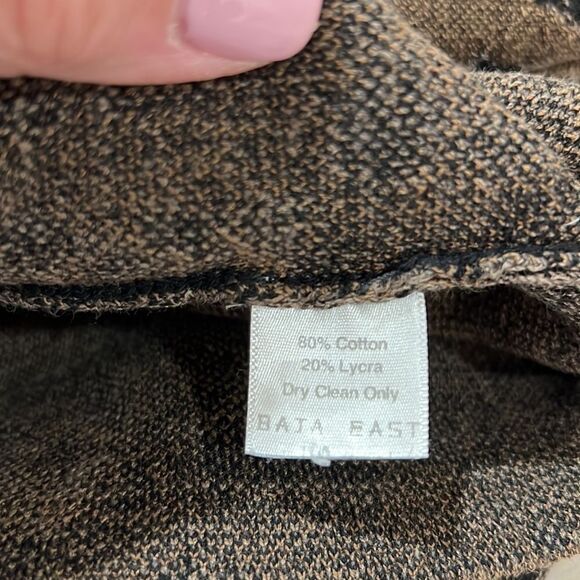 80% Cotton
20% Lycra
Dry Clean Only
BAJA EAST